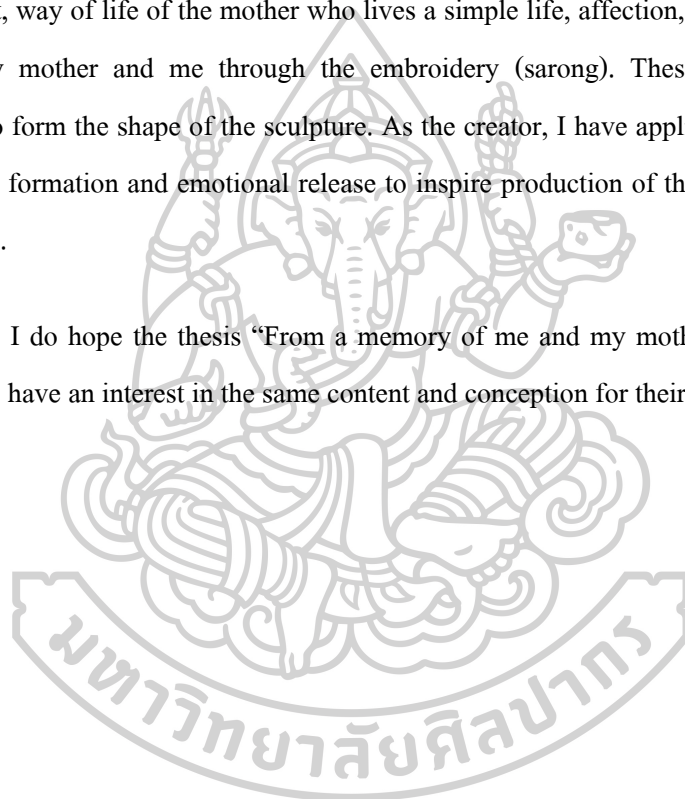 , way of life of the mother who lives a simple life, affection,
mother and me through the embroidery (sarong). Thes
form the shape of the sculpture. As the creator, I have appl
formation and emotional release to inspire production of th
.
I do hope the thesis “From a memory of me and my moth
have an interest in the same content and conception for their
มหาวิทยาลัยศิลปากร